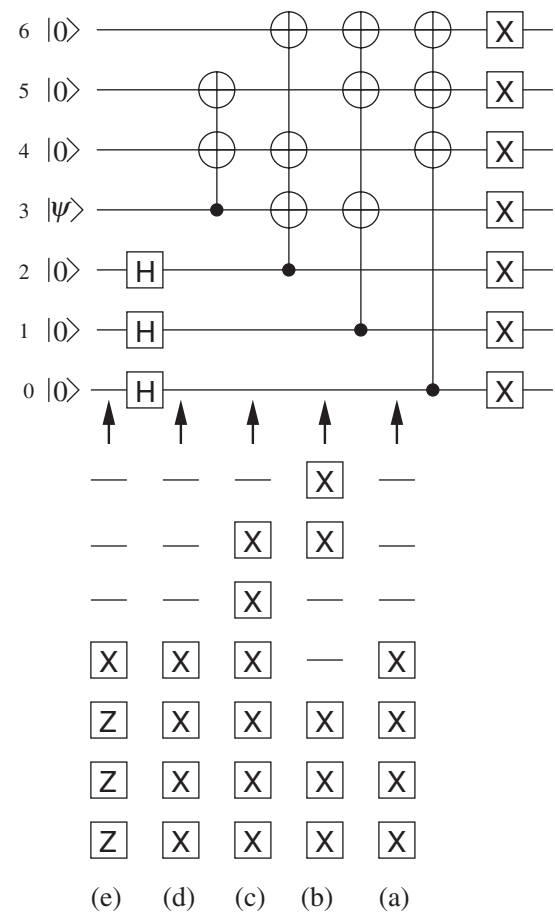 6 |0⟩ X
5 |0⟩ X
4 |0⟩ X
3 |ψ⟩ X
2 |0⟩ H X
1 |0⟩ H X
0 |0⟩ H X
X
X X
X
X X X X
Z X X X X
Z X X X X
Z X X X X
(e) (d) (c) (b) (a)